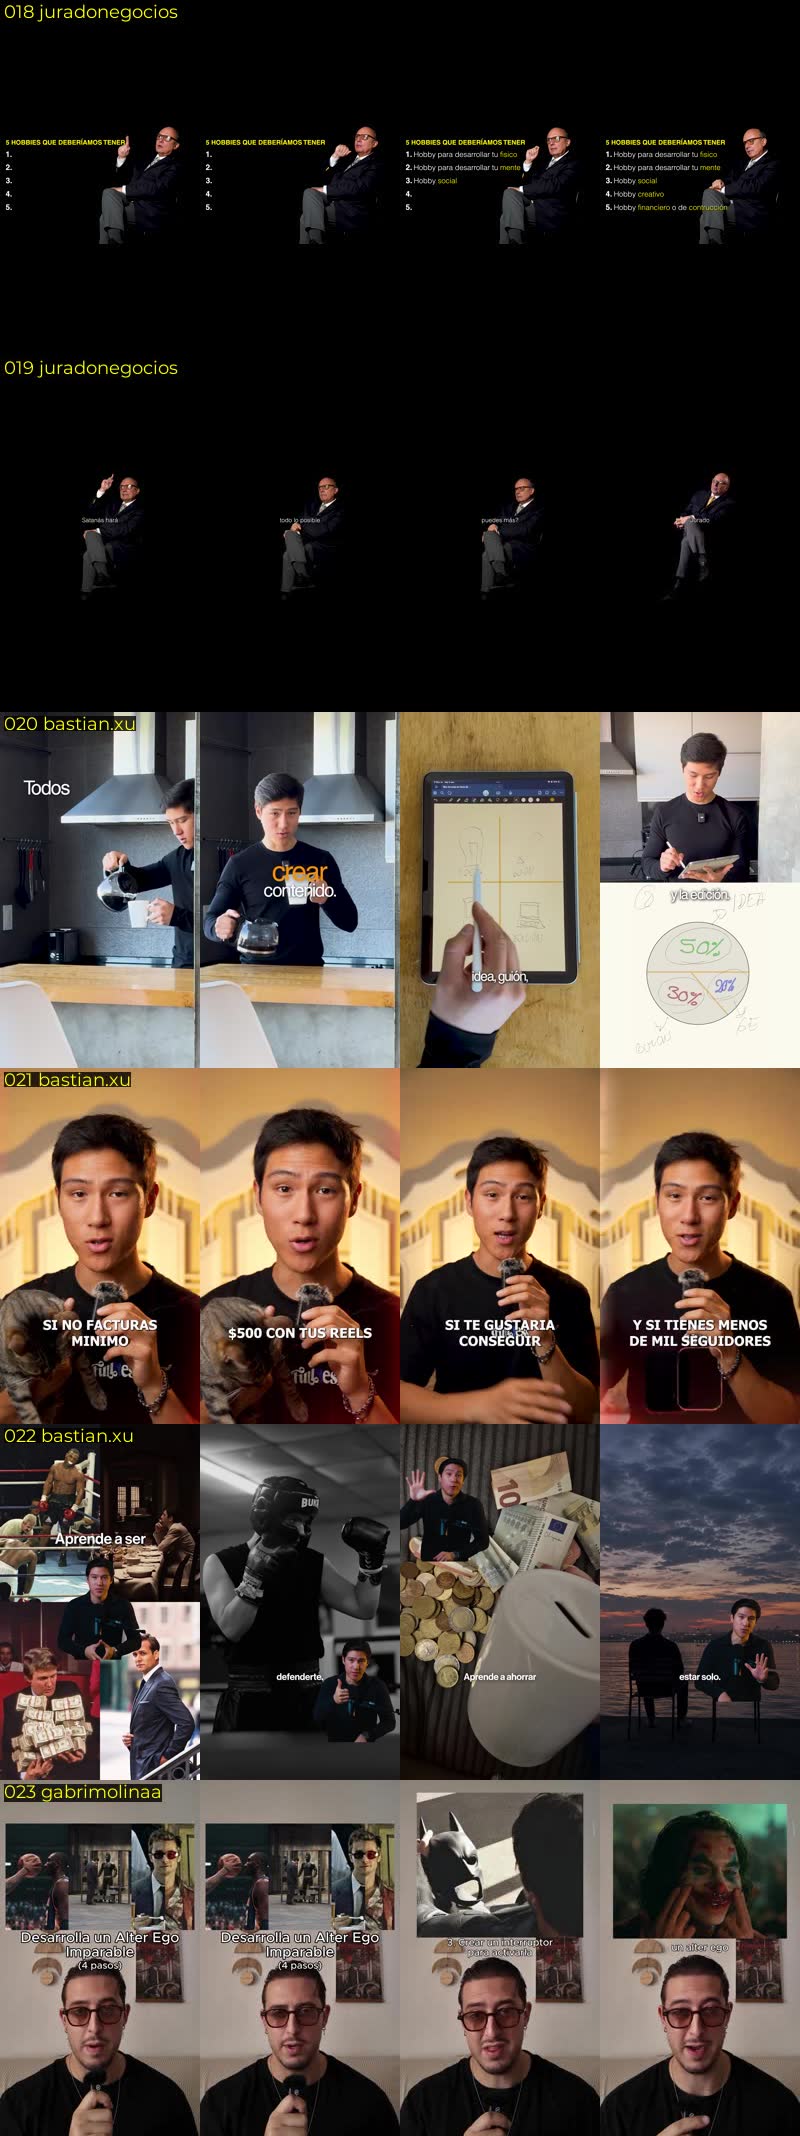 018 juradonegocios
5 HOBBIES QUE DEBERÍAMOS TENER
1.
2.
3.
4.
5.
5 HOBBIES QUE DEBERÍAMOS TENER
1.
2.
3.
4.
5.
5 HOBBIES QUE DEBERÍAMOS TENER
1. Hobby para desarrollar tu fisico
2. Hobby para desarrollar tu mente
3. Hobby social
4.
5.
5 HOBBIES QUE DEBERÍAMOS TENER
1. Hobby para desarrollar tu fisico
2. Hobby para desarrollar tu mente
3. Hobby social
4. Hobby creativo
5. Hobby financiero o de contrucción
019 juradonegocios
Satanás hará
todo lo posible
puedes más?
Jurado
020 bastian.xu
Todos
crear
contenido.
idea, guión,
y la edición.
IDEA
50%
30%
20%
021 bastian.xu
SI NO FACTURAS
MINIMO
$500 CON TUS REELS
SI TE GUSTARIA
CONSEGUIR
Y SI TIENES MENOS
DE MIL SEGUIDORES
022 bastian.xu
Aprende a ser
defenderte,
10
Aprende a ahorrar
estar solo.
023 gabrimolinaa
Desarrolla un Alter Ego
Imparable
(4 pasos)
Desarrolla un Alter Ego
Imparable
(4 pasos)
3. Crear un interruptor
para activarla
un alter ego